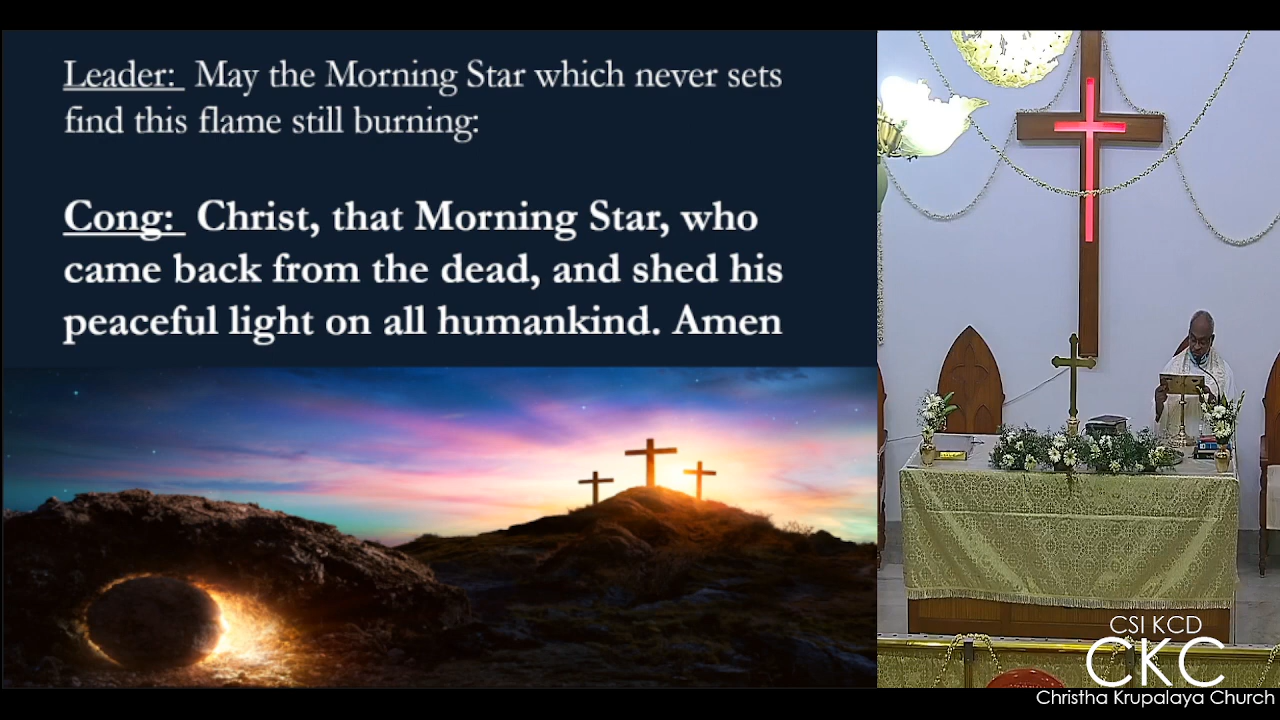 Leader: May the Morning Star which never sets
find this flame still burning:
Cong: Christ, that Morning Star, who
came back from the dead, and shed his
peaceful light on all humankind. Amen
CSI KCD
CKC
Christha Krupalaya Church